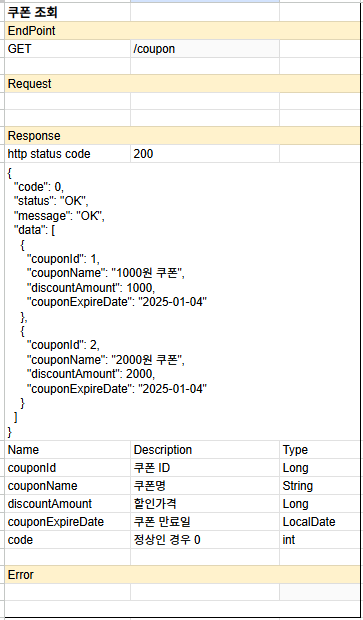 쿠폰 조회
EndPoint
GET /coupon
Request
Response
http status code 200
{
"code": 0,
"status": "OK",
"message": "OK",
"data": [
{
"couponId": 1,
"couponName": "1000원 쿠폰",
"discountAmount": 1000,
"couponExpireDate": "2025-01-04"
},
{
"couponId": 2,
"couponName": "2000원 쿠폰",
"discountAmount": 2000,
"couponExpireDate": "2025-01-04"
}
]
}
Name Description Type
couponId 쿠폰 ID Long
couponName 쿠폰명 String
discountAmount 할인가격 Long
couponExpireDate 쿠폰 만료일 LocalDate
code 정상인 경우 0 int
Error